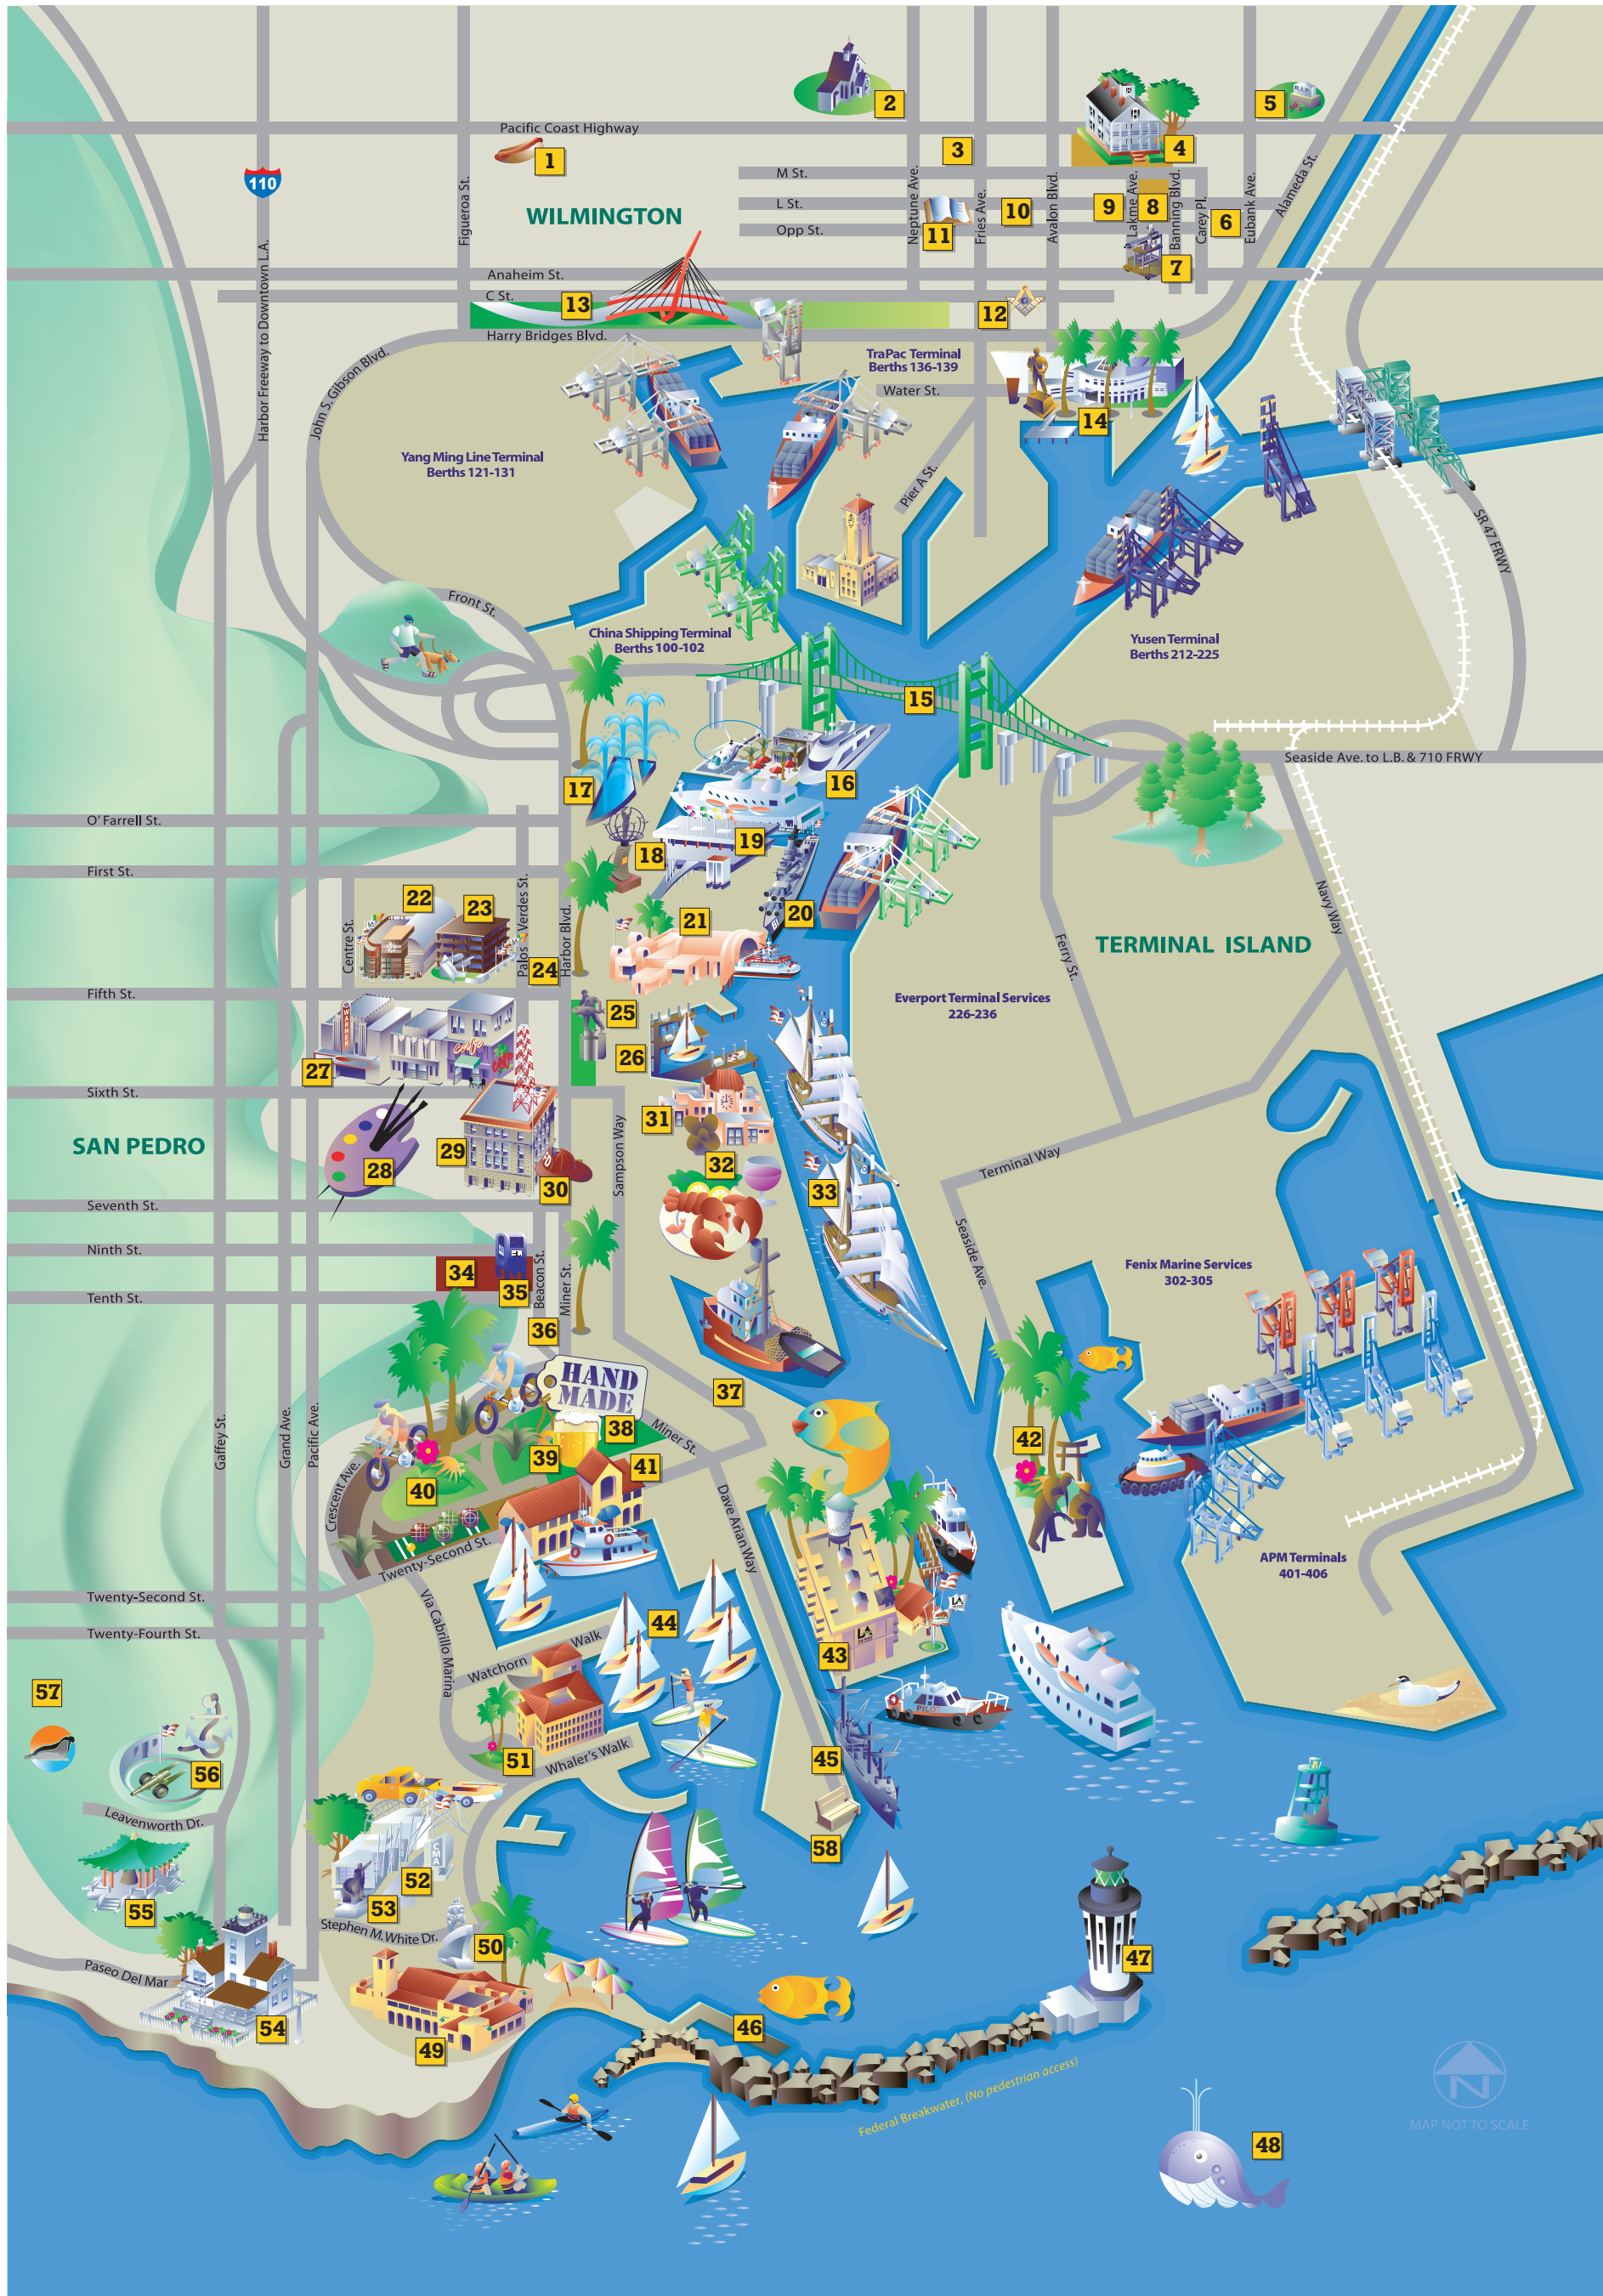 2
5
R.I.P.
Pacific Coast Highway
1
3
4
110
M St.
Figueroa St.
WILMINGTON
L St.
Neptune Ave.
Fries Ave.
10
Avalon Blvd.
9
Lakme Ave.
8
Banning Blvd.
Carey Pl.
6
Eubank Ave.
Alameda St.
Opp St.
11
7
Anaheim St.
C St.
13
12
G
Harry Bridges Blvd.
Harbor Freeway to Downtown L.A.
John S. Gibson Blvd.
TraPac Terminal
Berths 136-139
Water St.
14
Yang Ming Line Terminal
Berths 121-131
Pier A St.
SR 47 FRWY
Front St.
China Shipping Terminal
Berths 100-102
Yusen Terminal
Berths 212-225
15
Seaside Ave. to L.B. & 710 FRWY
16
17
O'Farrell St.
18
19
First St.
Palos Verdes St.
Harbor Blvd.
Centre St.
22
23
20
21
24
Navy Way
Ferry St.
TERMINAL ISLAND
Fifth St.
Everport Terminal Services
226-236
25
26
WARNER
cafe
27
Sixth St.
Sampson Way
31
SAN PEDRO
28
29
30
32
33
Terminal Way
Seventh St.
Seaside Ave.
Ninth St.
34
35
Beacon St.
Miner St.
Fenix Marine Services
302-305
Tenth St.
36
HAND
MADE
37
38
Miner St.
39
41
42
Gaffey St.
Grand Ave.
Pacific Ave.
Crescent Ave.
40
Dave Arian Way
Twenty-Second St.
APM Terminals
401-406
Twenty-Second St.
Via Cabrillo Marina
Twenty-Fourth St.
44
Watchorn Walk
LA
LA
43
57
PILOT
51
Whaler's Walk
45
56
Leavenworth Dr.
58
CMA
52
55
53
Stephen M. White Dr.
50
47
Paseo Del Mar
54
49
46
Federal Breakwater, (No pedestrian access)
N
MAP NOT TO SCALE
48